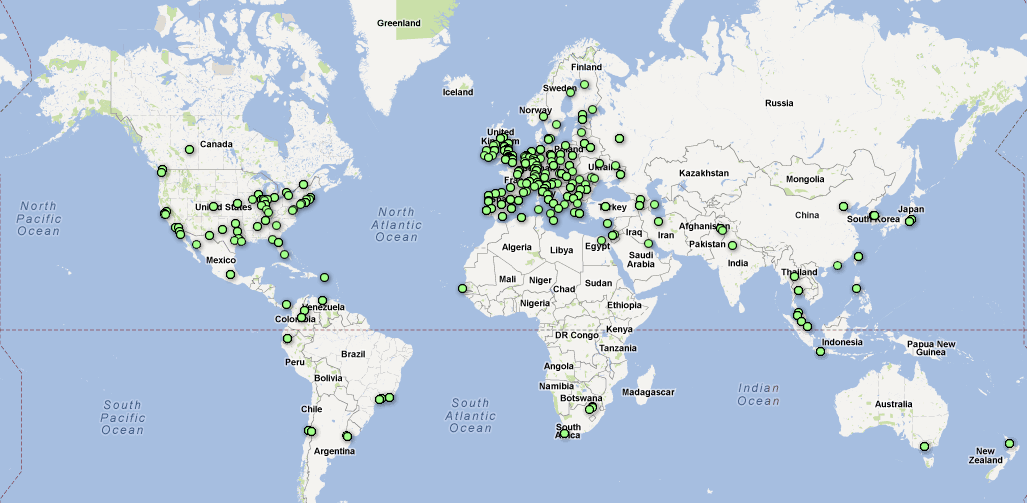 Greenland
Iceland
Finland
Sweden
Norway
Russia
Canada
United
Kingdom
Poland
Ukraine
Kazakhstan
Mongolia
North
Pacific
Ocean
United States
North
Atlantic
Ocean
Turkey
China
South Korea
Japan
Afghanistan
Iraq
Iran
Pakistan
Algeria
Libya
Egypt
Saudi
Arabia
India
Mexico
Mali
Niger
Chad
Sudan
Thailand
Nigeria
Ethiopia
Venezuela
Colombia
DR Congo
Kenya
Tanzania
Indonesia
Papua New
Guinea
Peru
Brazil
Bolivia
Angola
Namibia
Botswana
Madagascar
Indian
Ocean
South
Pacific
Ocean
Chile
South
Atlantic
Ocean
Australia
South
Africa
Argentina
New
Zealand